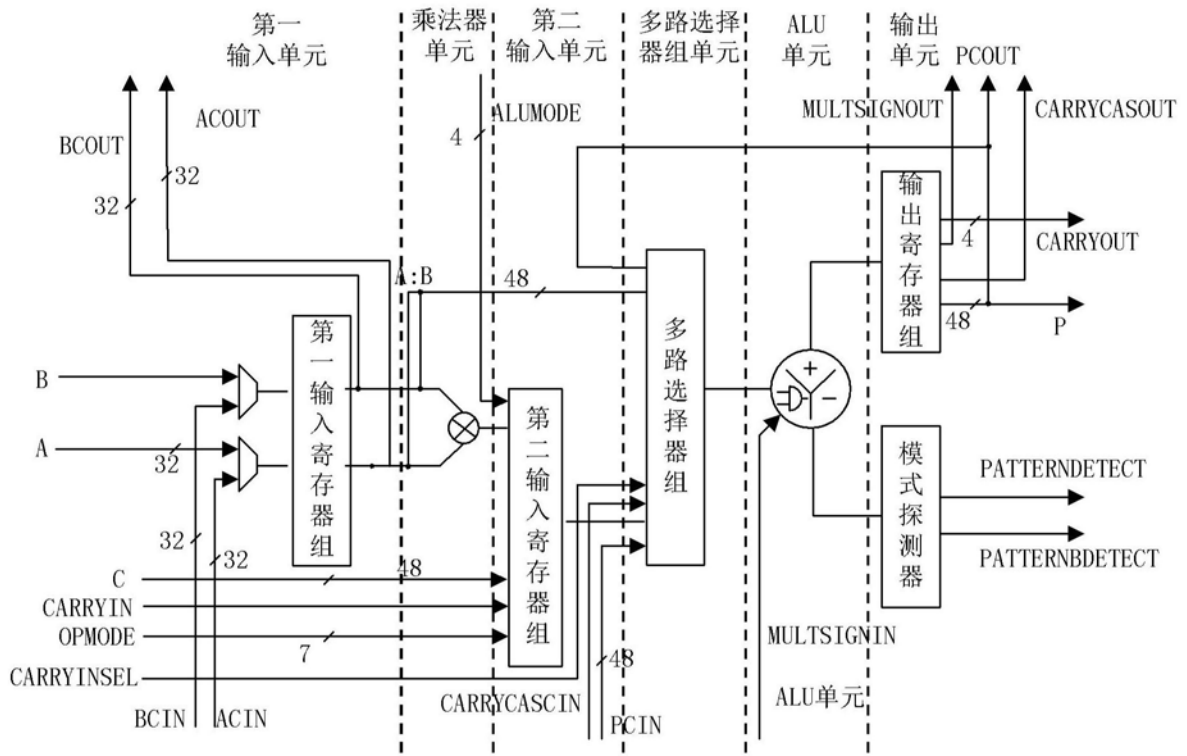 第一
输入单元
乘法器
单元
第二
输入单元
多路选择
器组单元
ALU
单元
输出
单元
PCOUT
ACOUT
BCOUT
ALUMODE
4
MULTSIGNOUT
CARRYCASOUT
32
32
输出寄存器组
4
CARRYOUT
A:B
48
48
P
第一输入寄存器组
多路选择器组
+
-
B
A
32
第二输入寄存器组
模式探测器
PATTERNDETECT
PATTERNBDETECT
32
32
C
48
CARRYIN
OPMODE
7
CARRYINSEL
MULTSIGNIN
48
CARRYCASCIN
ALU单元
BCIN
ACIN
PCIN